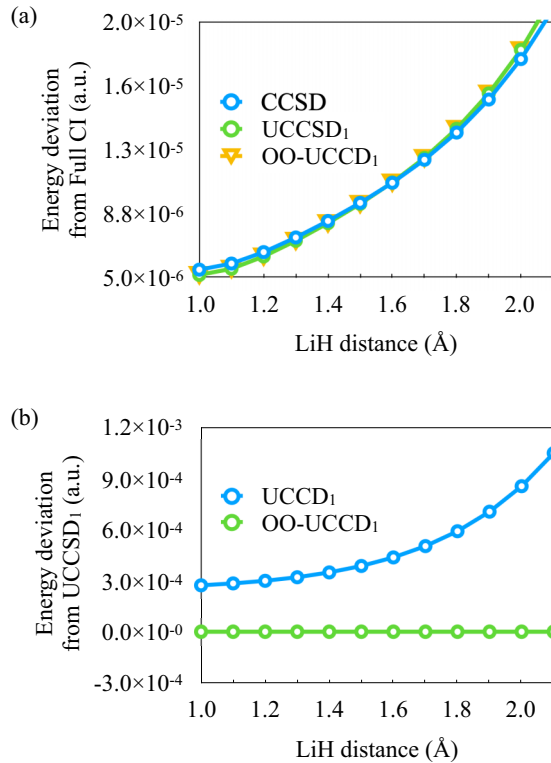 (a)
Energy deviation
from Full CI (a.u.)
2.0×10⁻⁵
1.6×10⁻⁵
1.3×10⁻⁵
8.8×10⁻⁶
5.0×10⁻⁶
CCSD
UCCSD₁
OO-UCCD₁
1.0 1.2 1.4 1.6 1.8 2.0
LiH distance (Å)
(b)
Energy deviation
from UCCSD₁ (a.u.)
1.2×10⁻³
9.0×10⁻⁴
6.0×10⁻⁴
3.0×10⁻⁴
0.0×10⁻⁰
-3.0×10⁻⁴
UCCD₁
OO-UCCD₁
1.0 1.2 1.4 1.6 1.8 2.0
LiH distance (Å)